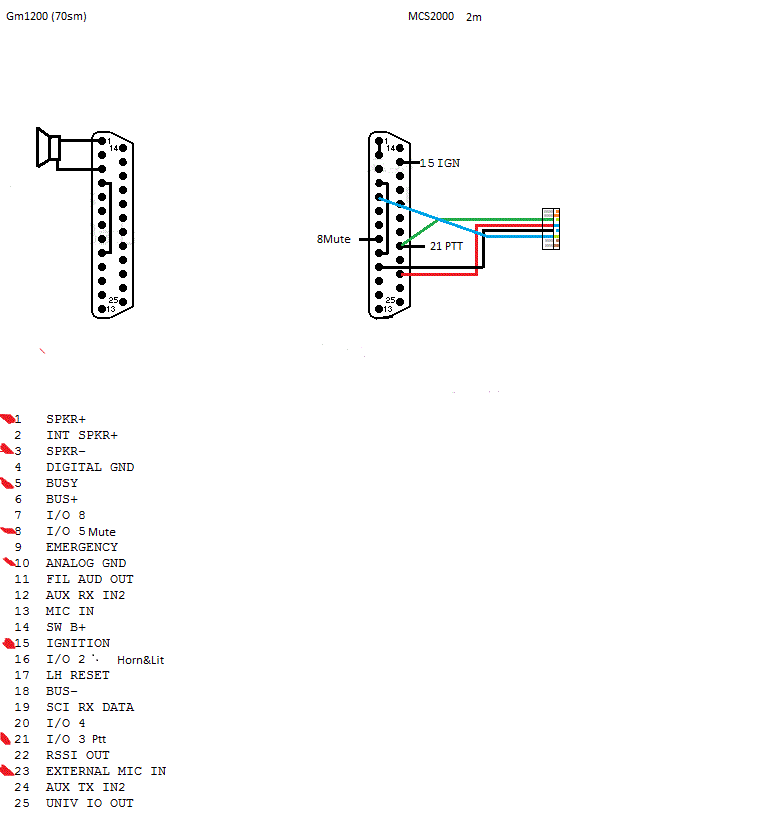 Gm1200 (70sm) MCS2000 2m
1
14
25
13
1
14
15 IGN
8Mute
21 PTT
25
13
1 SPKR+
2 INT SPKR+
3 SPKR-
4 DIGITAL GND
5 BUSY
6 BUS+
7 I/O 8
8 I/O 5 Mute
9 EMERGENCY
10 ANALOG GND
11 FIL AUD OUT
12 AUX RX IN2
13 MIC IN
14 SW B+
15 IGNITION
16 I/O 2 Horn&Lit
17 LH RESET
18 BUS-
19 SCI RX DATA
20 I/O 4
21 I/O 3 Ptt
22 RSSI OUT
23 EXTERNAL MIC IN
24 AUX TX IN2
25 UNIV IO OUT